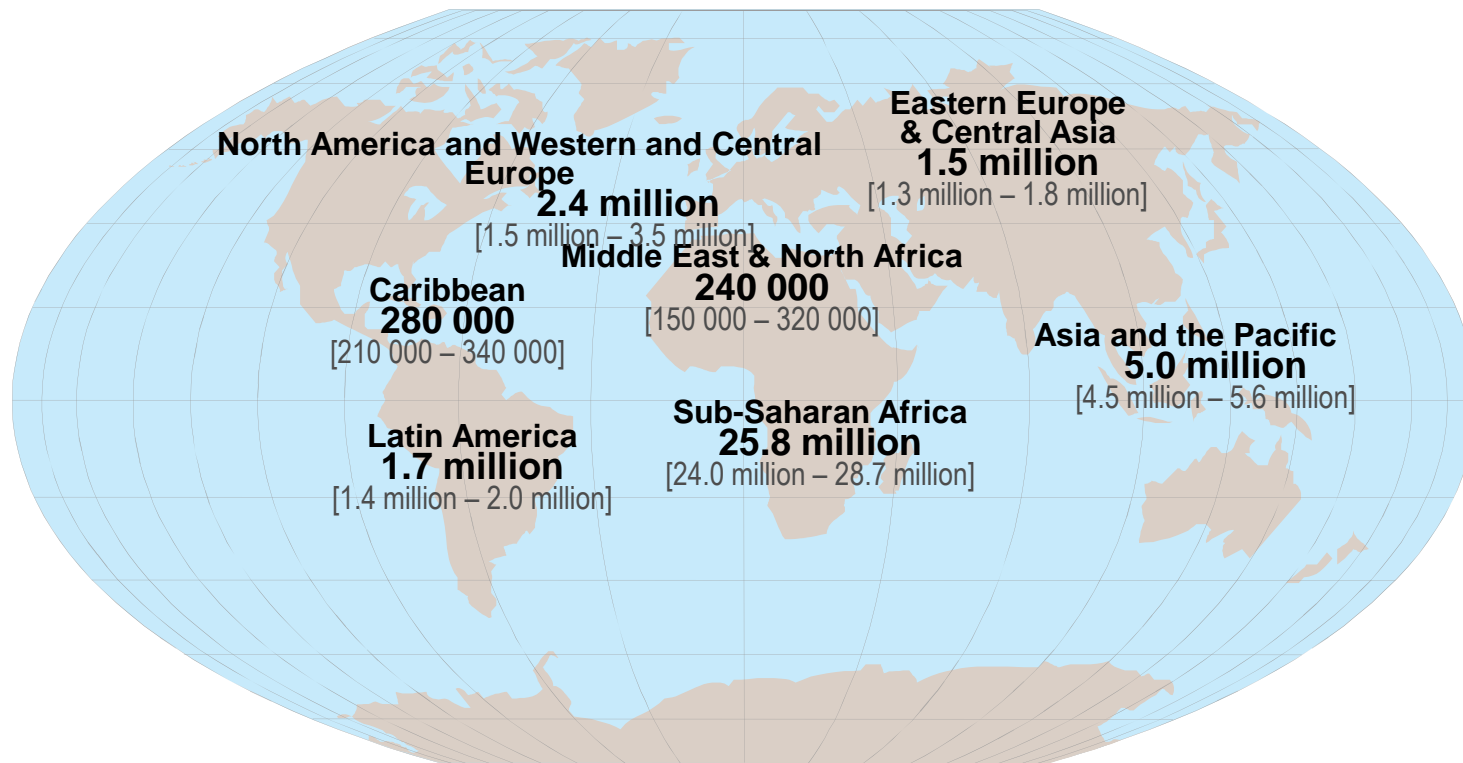 Eastern Europe
& Central Asia
1.5 million
[1.3 million – 1.8 million]
North America and Western and Central
Europe
2.4 million
[1.5 million – 3.5 million]
Middle East & North Africa
240 000
[150 000 – 320 000]
Caribbean
280 000
[210 000 – 340 000]
Asia and the Pacific
5.0 million
[4.5 million – 5.6 million]
Sub-Saharan Africa
25.8 million
[24.0 million – 28.7 million]
Latin America
1.7 million
[1.4 million – 2.0 million]